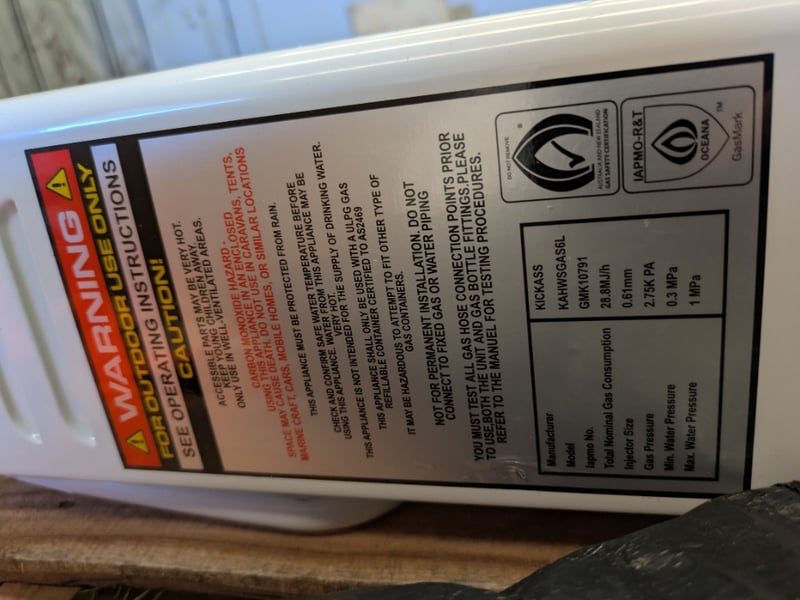 WARNING
FOR OUTDOOR USE ONLY
SEE OPERATING INSTRUCTIONS
CAUTION!
ACCESSIBLE PARTS MAY BE VERY HOT.
KEEP YOUNG CHILDREN AWAY.
ONLY USE IN WELL-VENTILATED AREAS.
CARBON MONOXIDE HAZARD -
USING THIS APPLIANCE IN AN ENCLOSED
SPACE MAY CAUSE DEATH. DO NOT USE IN CARAVANS, TENTS,
MARINE CRAFT, CARS, MOBILE HOMES, OR SIMILAR LOCATIONS
THIS APPLIANCE MUST BE PROTECTED FROM RAIN.
CHECK AND CONFIRM SAFE WATER TEMPERATURE BEFORE
USING THIS APPLIANCE. WATER FROM THIS APPLIANCE MAY BE
VERY HOT.
THIS APPLIANCE IS NOT INTENDED FOR THE SUPPLY OF DRINKING WATER.
THIS APPLIANCE SHALL ONLY BE USED WITH A ULPG GAS
REFILLABLE CONTAINER CERTIFIED TO AS2469
IT MAY BE HAZARDOUS TO ATTEMPT TO FIT OTHER TYPE OF
GAS CONTAINERS.
NOT FOR PERMANENT INSTALLATION. DO NOT
CONNECT TO FIXED GAS OR WATER PIPING
YOU MUST TEST ALL GAS HOSE CONNECTION POINTS PRIOR
TO USE.BOTH THE UNIT AND GAS BOTTLE FITTINGS.PLEASE
REFER TO THE MANUEL FOR TESTING PROCEDURES.
Manufacturer KICKASS
Model KAHWSGAS6L
Iapmo No. GMK10791
Total Nominal Gas Consumption 28.8MJ/h
Injector Size 0.61mm
Gas Pressure 2.75K PA
Min. Water Pressure 0.3 MPa
Max. Water Pressure 1 MPa
DO NOT REMOVE
®
AUSTRALIA AND NEW ZEALAND
GAS SAFETY CERTIFICATION
IAPMO-R&T
OCEANA
TM
GasMark